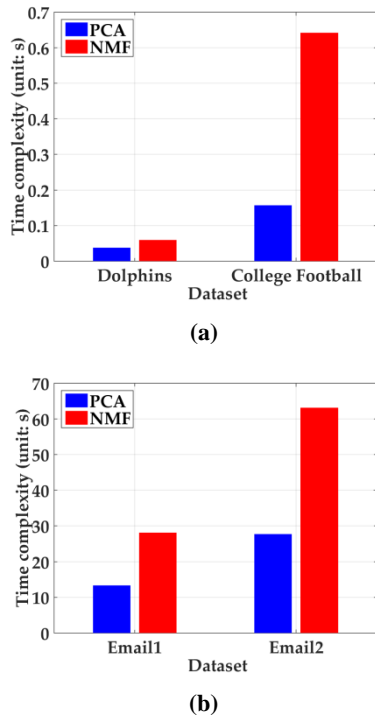 0.7
0.6
0.5
0.4
0.3
0.2
0.1
0
Time complexity (unit: s)
PCA
NMF
Dolphins College Football
Dataset
(a)
70
60
50
40
30
20
10
0
Time complexity (unit: s)
PCA
NMF
Email1 Email2
Dataset
(b)